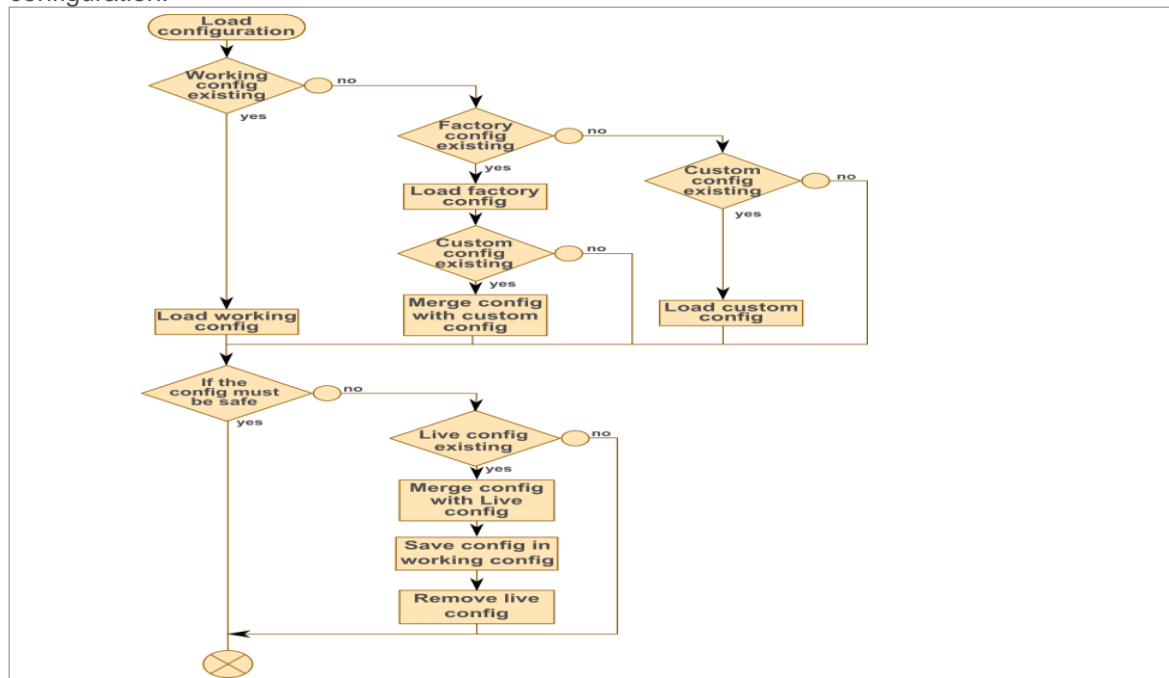 configuration.
Load
configuration
Working
config
existing
no
yes
Factory
config
existing
no
yes
Custom
config
existing
no
yes
Load factory
config
Custom
config
existing
no
yes
Load working
config
Merge config
with custom
config
Load custom
config
If the
config must
be safe
no
yes
Live config
existing
no
yes
Merge config
with Live
config
Save config in
working config
Remove live
config